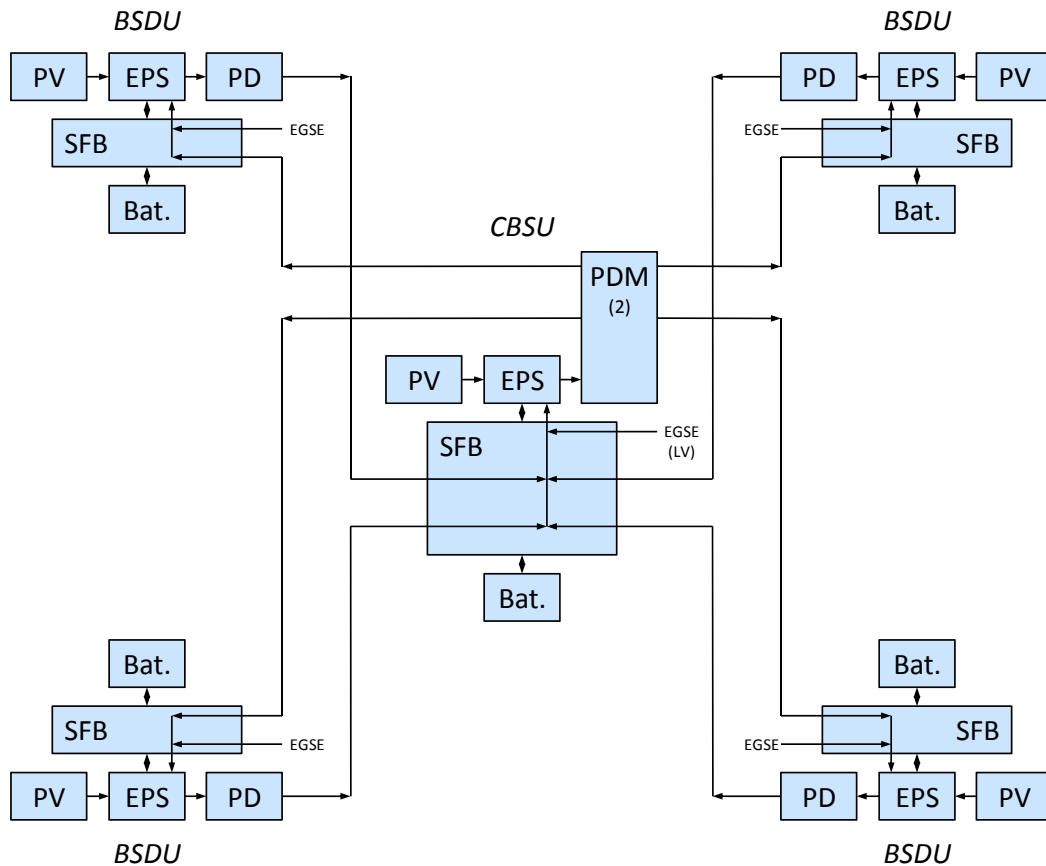 BSDU
BSDU
PV
EPS
PD
PD
EPS
PV
EGSE
EGSE
SFB
SFB
Bat.
Bat.
CBSU
PDM
(2)
PV
EPS
EGSE
(LV)
SFB
Bat.
Bat.
Bat.
SFB
SFB
EGSE
EGSE
PV
EPS
PD
PD
EPS
PV
BSDU
BSDU